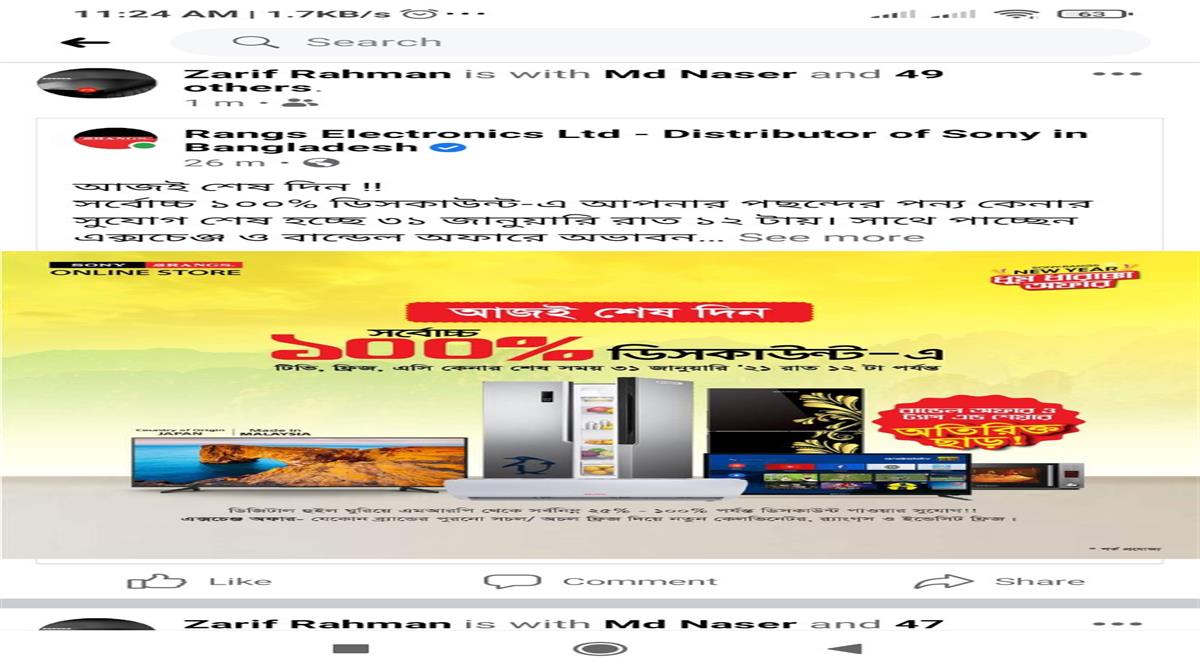 11:24 AM | 1.7KB/s
63
Search
Zarif Rahman is with Md Naser and 49
others.
1 m
Rangs Electronics Ltd - Distributor of Sony in
Bangladesh
26 m
আজই শেষ দিন !!
সর্বোচ্চ ১০০% ডিসকাউন্ট-এ আপনার পছন্দের পন্য কেনার
সুযোগ শেষ হচ্ছে ৩১ জানুয়ারি রাত ১২ টায়। সাথে পাচ্ছেন
এক্সচেঞ্জ ও বান্ডেল অফারে অভাবন... See more
SONY RANGS
ONLINE STORE
NEW YEAR
ধুম ধারাক্কা
অফার
আজই শেষ দিন
সর্বোচ্চ
১০০% ডিসকাউন্ট-এ
টিভি, ফ্রিজ, এসি কেনার শেষ সময় ৩১ জানুয়ারি '২১ রাত ১২ টা পর্যন্ত
Country of Origin | Made in
JAPAN MALAYSIA
বান্ডেল অফার ও
অতিরিক্ত
ছাড় !
ডিজিটাল হুইল ঘুরিয়ে এমআরপি থেকে সর্বনিম্ন ২৫% - ১০০% পর্যন্ত ডিসকাউন্ট পাওয়ার সুযোগ!!
এক্সচেঞ্জ অফার- যেকোন ব্র্যান্ডের পুরনো সচল/ অচল ফ্রিজ দিয়ে নতুন কেলভিনেটর, র‍্যাংগস ও ইন্ডেসিট ফ্রিজ।
* শর্ত প্রযোজ্য
Like
Comment
Share
Zarif Rahman is with Md Naser and 47